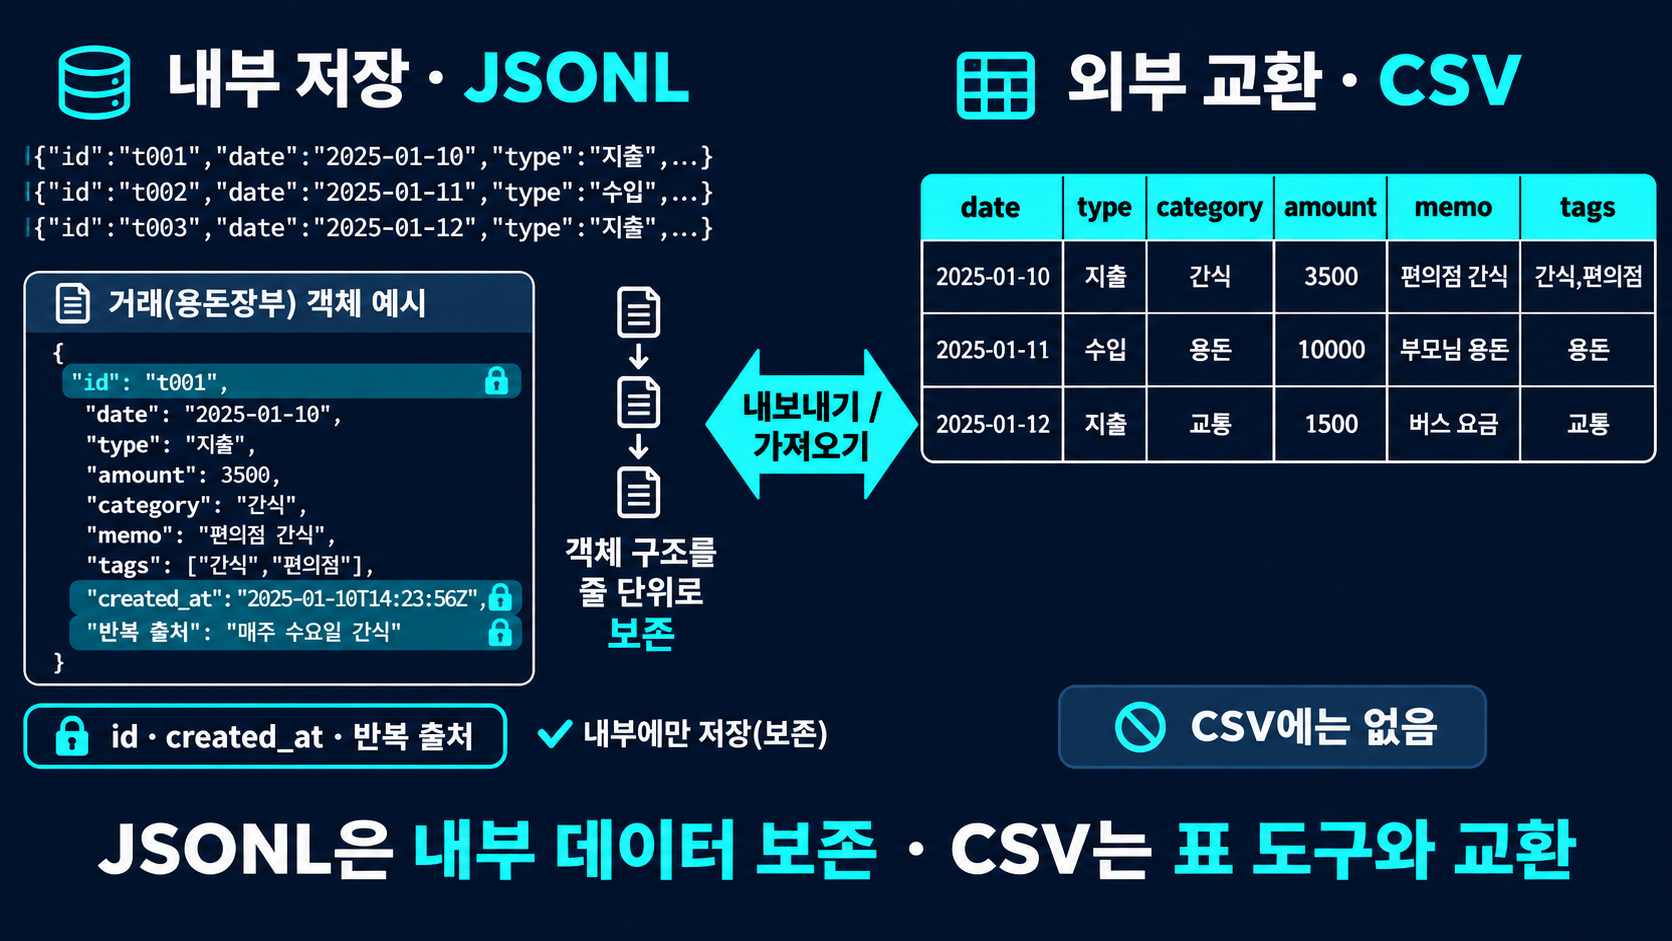 내부 저장 · JSONL
{"id":"t001","date":"2025-01-10","type":"지출",...}
{"id":"t002","date":"2025-01-11","type":"수입",...}
{"id":"t003","date":"2025-01-12","type":"지출",...}
거래(용돈장부) 객체 예시
{
"id": "t001",
"date": "2025-01-10",
"type": "지출",
"amount": 3500,
"category": "간식",
"memo": "편의점 간식",
"tags": ["간식","편의점"],
"created_at":"2025-01-10T14:23:56Z",
"반복 출처": "매주 수요일 간식"
}
객체 구조를
줄 단위로
보존
id · created_at · 반복 출처
내부에만 저장(보존)
내보내기 /
가져오기
외부 교환 · CSV
date type category amount memo tags
2025-01-10 지출 간식 3500 편의점 간식 간식,편의점
2025-01-11 수입 용돈 10000 부모님 용돈 용돈
2025-01-12 지출 교통 1500 버스 요금 교통
CSV에는 없음
JSONL은 내부 데이터 보존 · CSV는 표 도구와 교환